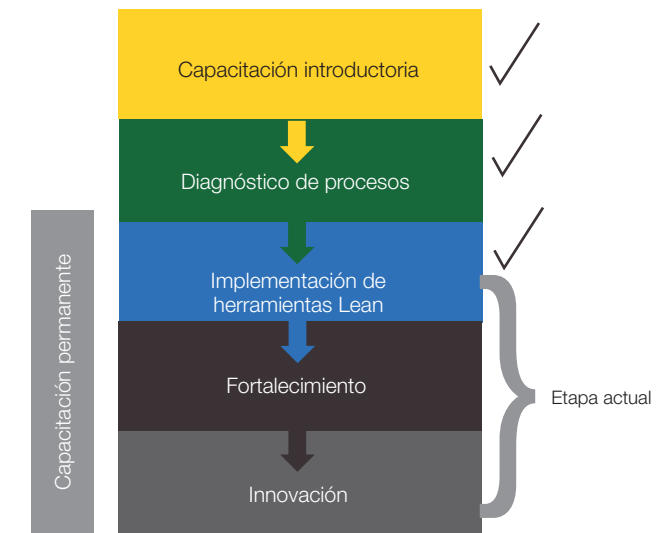 Capacitación introductoria
Diagnóstico de procesos
Capacitación permanente
Implementación de
herramientas Lean
Fortalecimiento
Etapa actual
Innovación